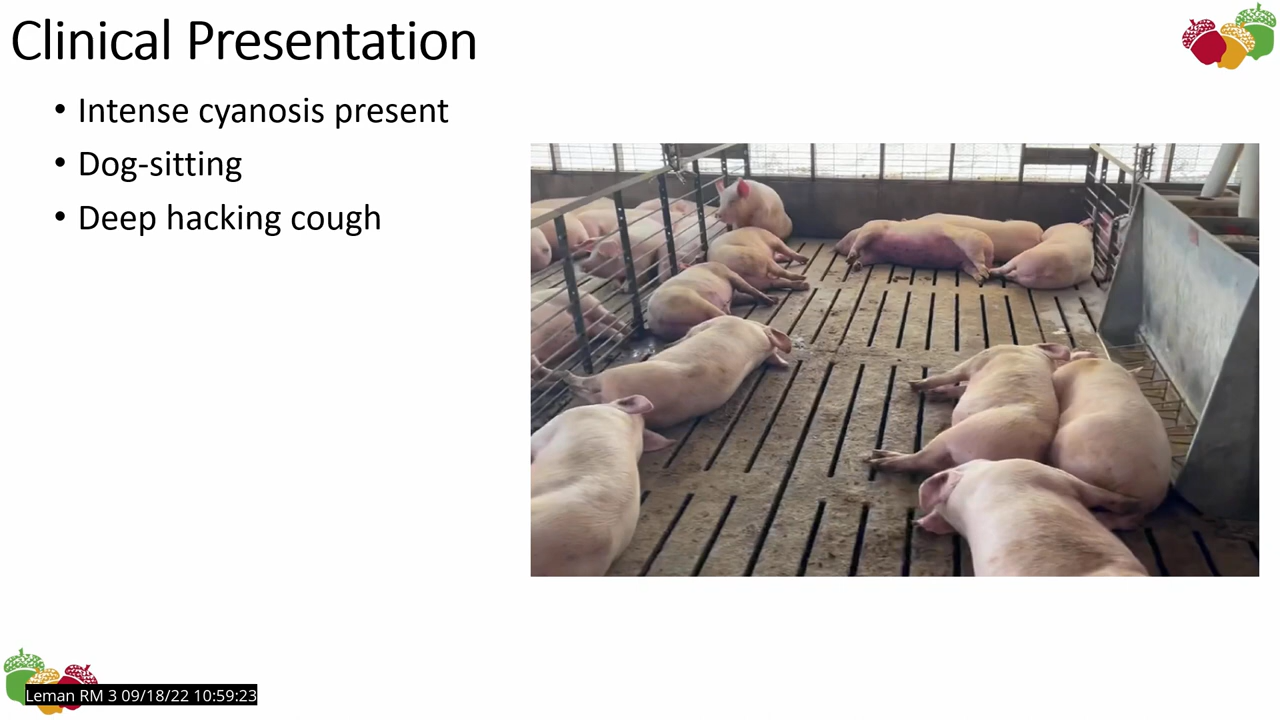 Clinical Presentation
• Intense cyanosis present
• Dog-sitting
• Deep hacking cough
Leman RM 3 09/18/22 10:59:23